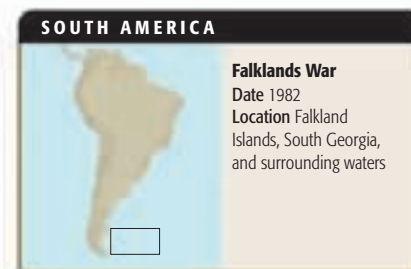 SOUTH AMERICA
Falklands War
Date 1982
Location Falkland
Islands, South Georgia,
and surrounding waters